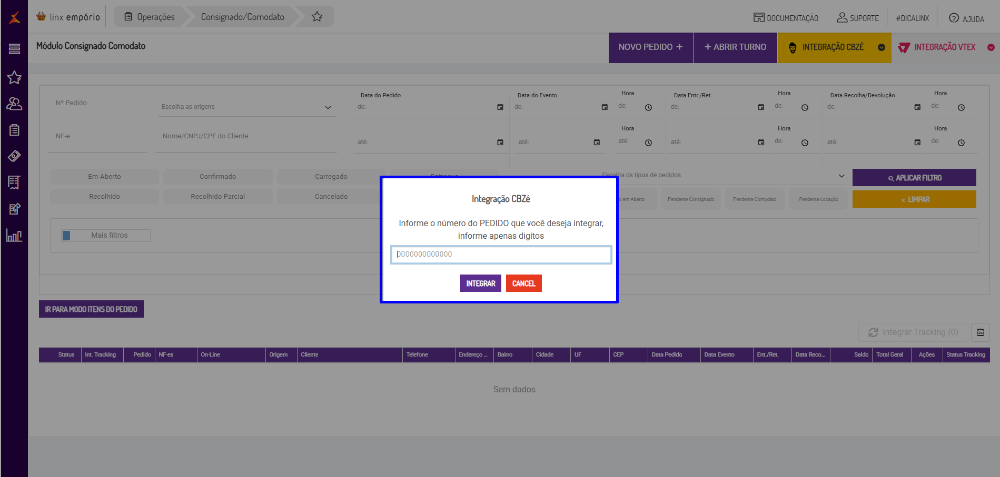 linx empório
Operações
Consignado/Comodato
DOCUMENTAÇÃO
SUPORTE
#DICALINX
AJUDA
Módulo Consignado Comodato
NOVO PEDIDO +
+ ABRIR TURNO
INTEGRAÇÃO CBZÉ
INTEGRAÇÃO VTEX
Nº Pedido
Escolha as origens
Data do Pedido
de:
Data do Evento
de:
Hora
de:
Data Entr./Ret.
de:
Hora
de:
Data Recolha/Devolução
de:
Hora
de:
NF-e
Nome/CNPJ/CPF do Cliente
até:
até:
Hora
até:
até:
Hora
de:
até:
Hora
de:
Em Aberto
Confirmado
Carregado
Entregue
Escolha os tipos de pedidos
APLICAR FILTRO
Recolhido
Recolhido Parcial
Cancelado
o em Aberto
Pendente Consignado
Pendente Comodato
Pendente Locação
× LIMPAR
Mais filtros
Integração CBZé
Informe o número do PEDIDO que você deseja integrar,
informe apenas digitos
0000000000000
INTEGRAR
CANCEL
IR PARA MODO ITENS DO PEDIDO
Integrar Tracking (0)
XLSX
Status
Int. Tracking
Pedido
NF-es
On-Line
Origem
Cliente
Telefone
Endereço ...
Bairro
Cidade
UF
CEP
Data Pedido
Data Evento
Ent./Ret.
Data Reco...
Saldo
Total Geral
Ações
Status Tracking
Sem dados